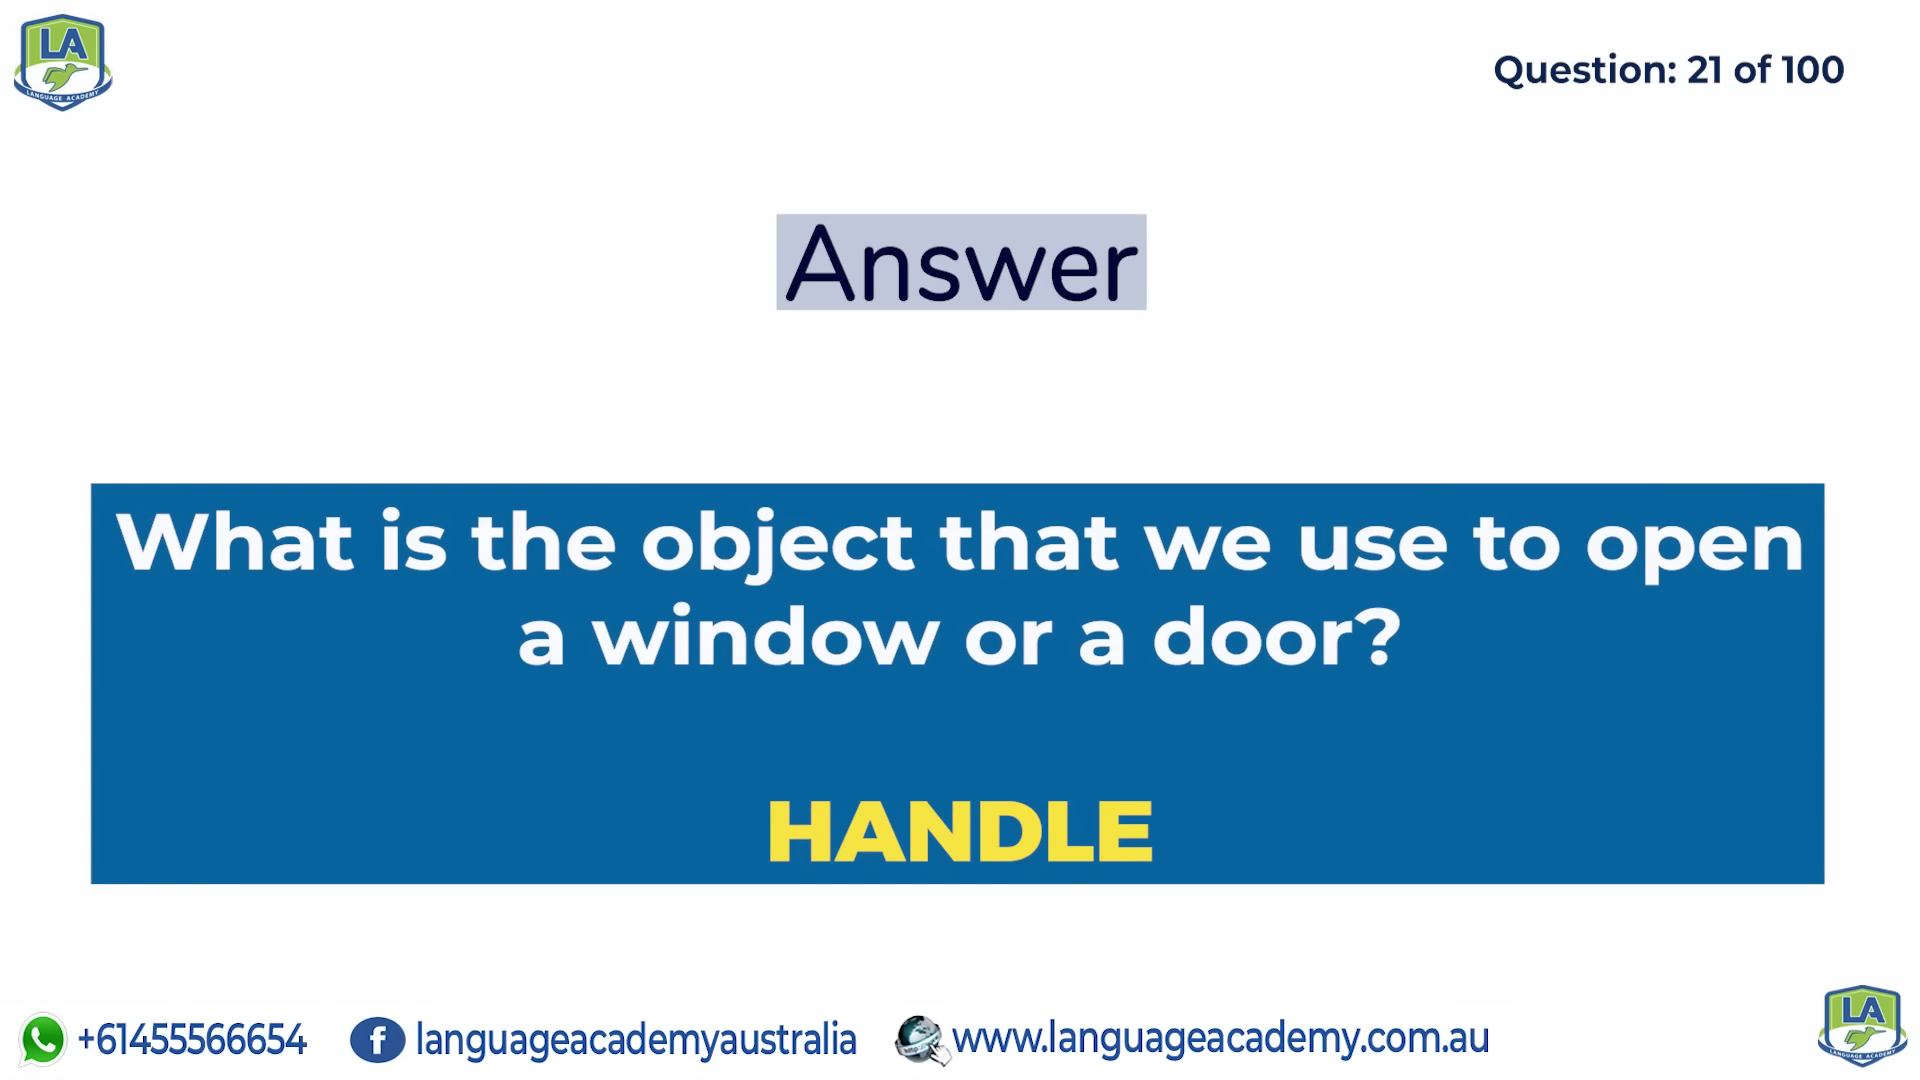 LA
LANGUAGE ACADEMY
Question: 21 of 100
Answer
What is the object that we use to open
a window or a door?
HANDLE
+61455566654
f
languageacademyaustralia
http
www.languageacademy.com.au
LA
LANGUAGE ACADEMY